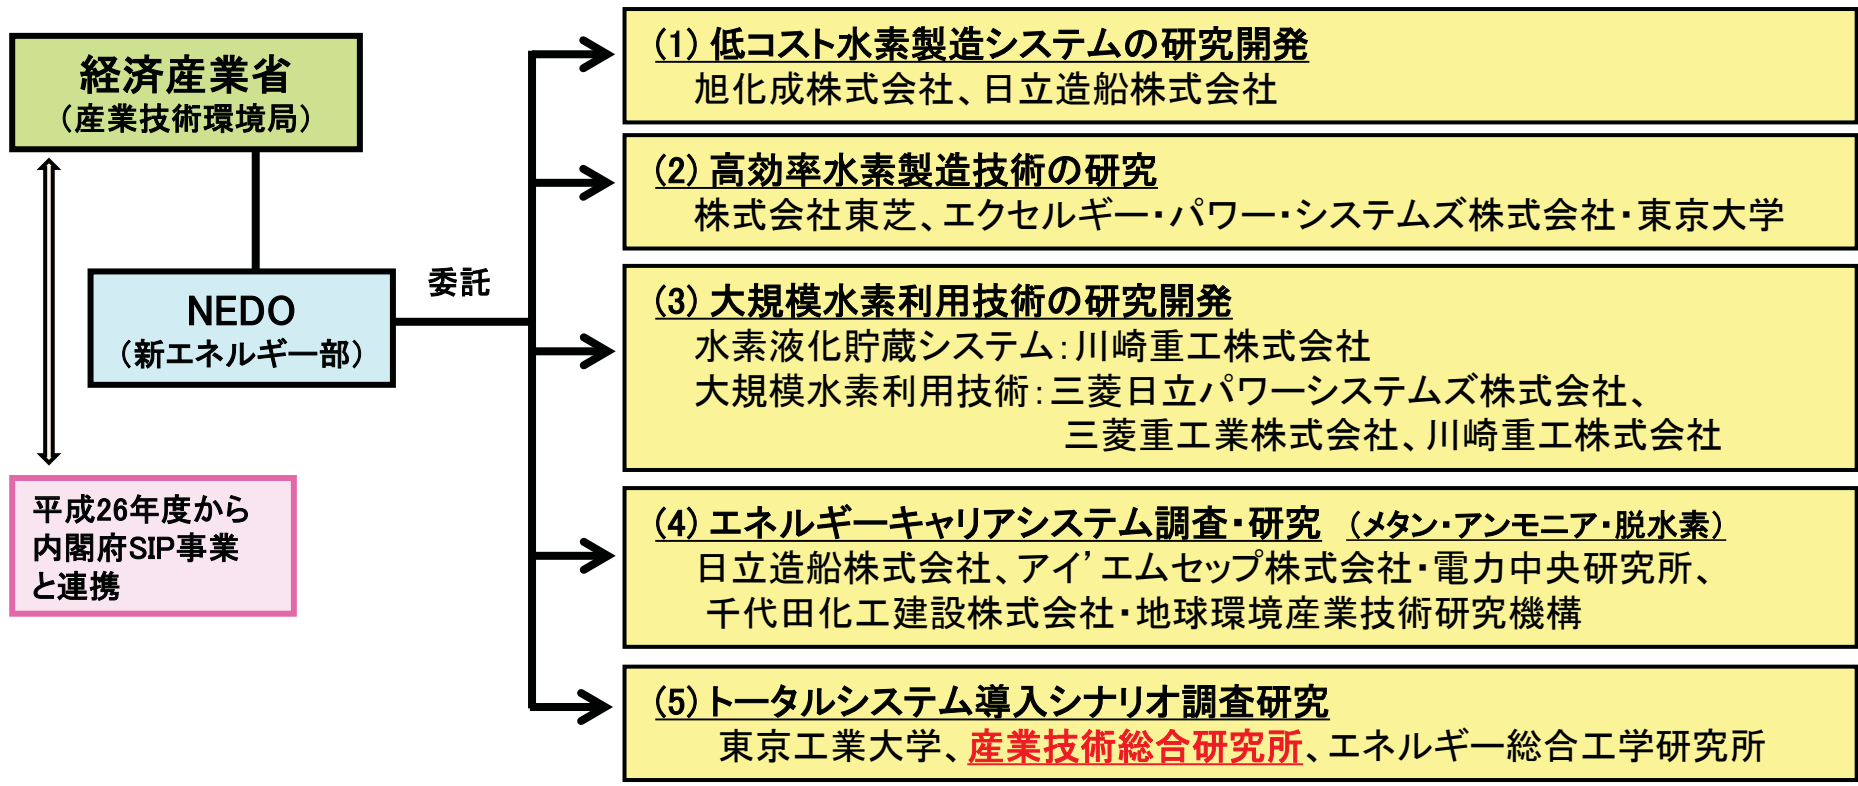 経済産業省
（産業技術環境局）
NEDO
（新エネルギー部）
委託
平成26年度から
内閣府SIP事業
と連携
(1) 低コスト水素製造システムの研究開発
旭化成株式会社、日立造船株式会社
(2) 高効率水素製造技術の研究
株式会社東芝、エクセルギー・パワー・システムズ株式会社・東京大学
(3) 大規模水素利用技術の研究開発
水素液化貯蔵システム：川崎重工株式会社
大規模水素利用技術：三菱日立パワーシステムズ株式会社、
三菱重工業株式会社、川崎重工株式会社
(4) エネルギーキャリアシステム調査・研究 （メタン・アンモニア・脱水素）
日立造船株式会社、アイ’エムセップ株式会社・電力中央研究所、
千代田化工建設株式会社・地球環境産業技術研究機構
(5) トータルシステム導入シナリオ調査研究
東京工業大学、産業技術総合研究所、エネルギー総合工学研究所